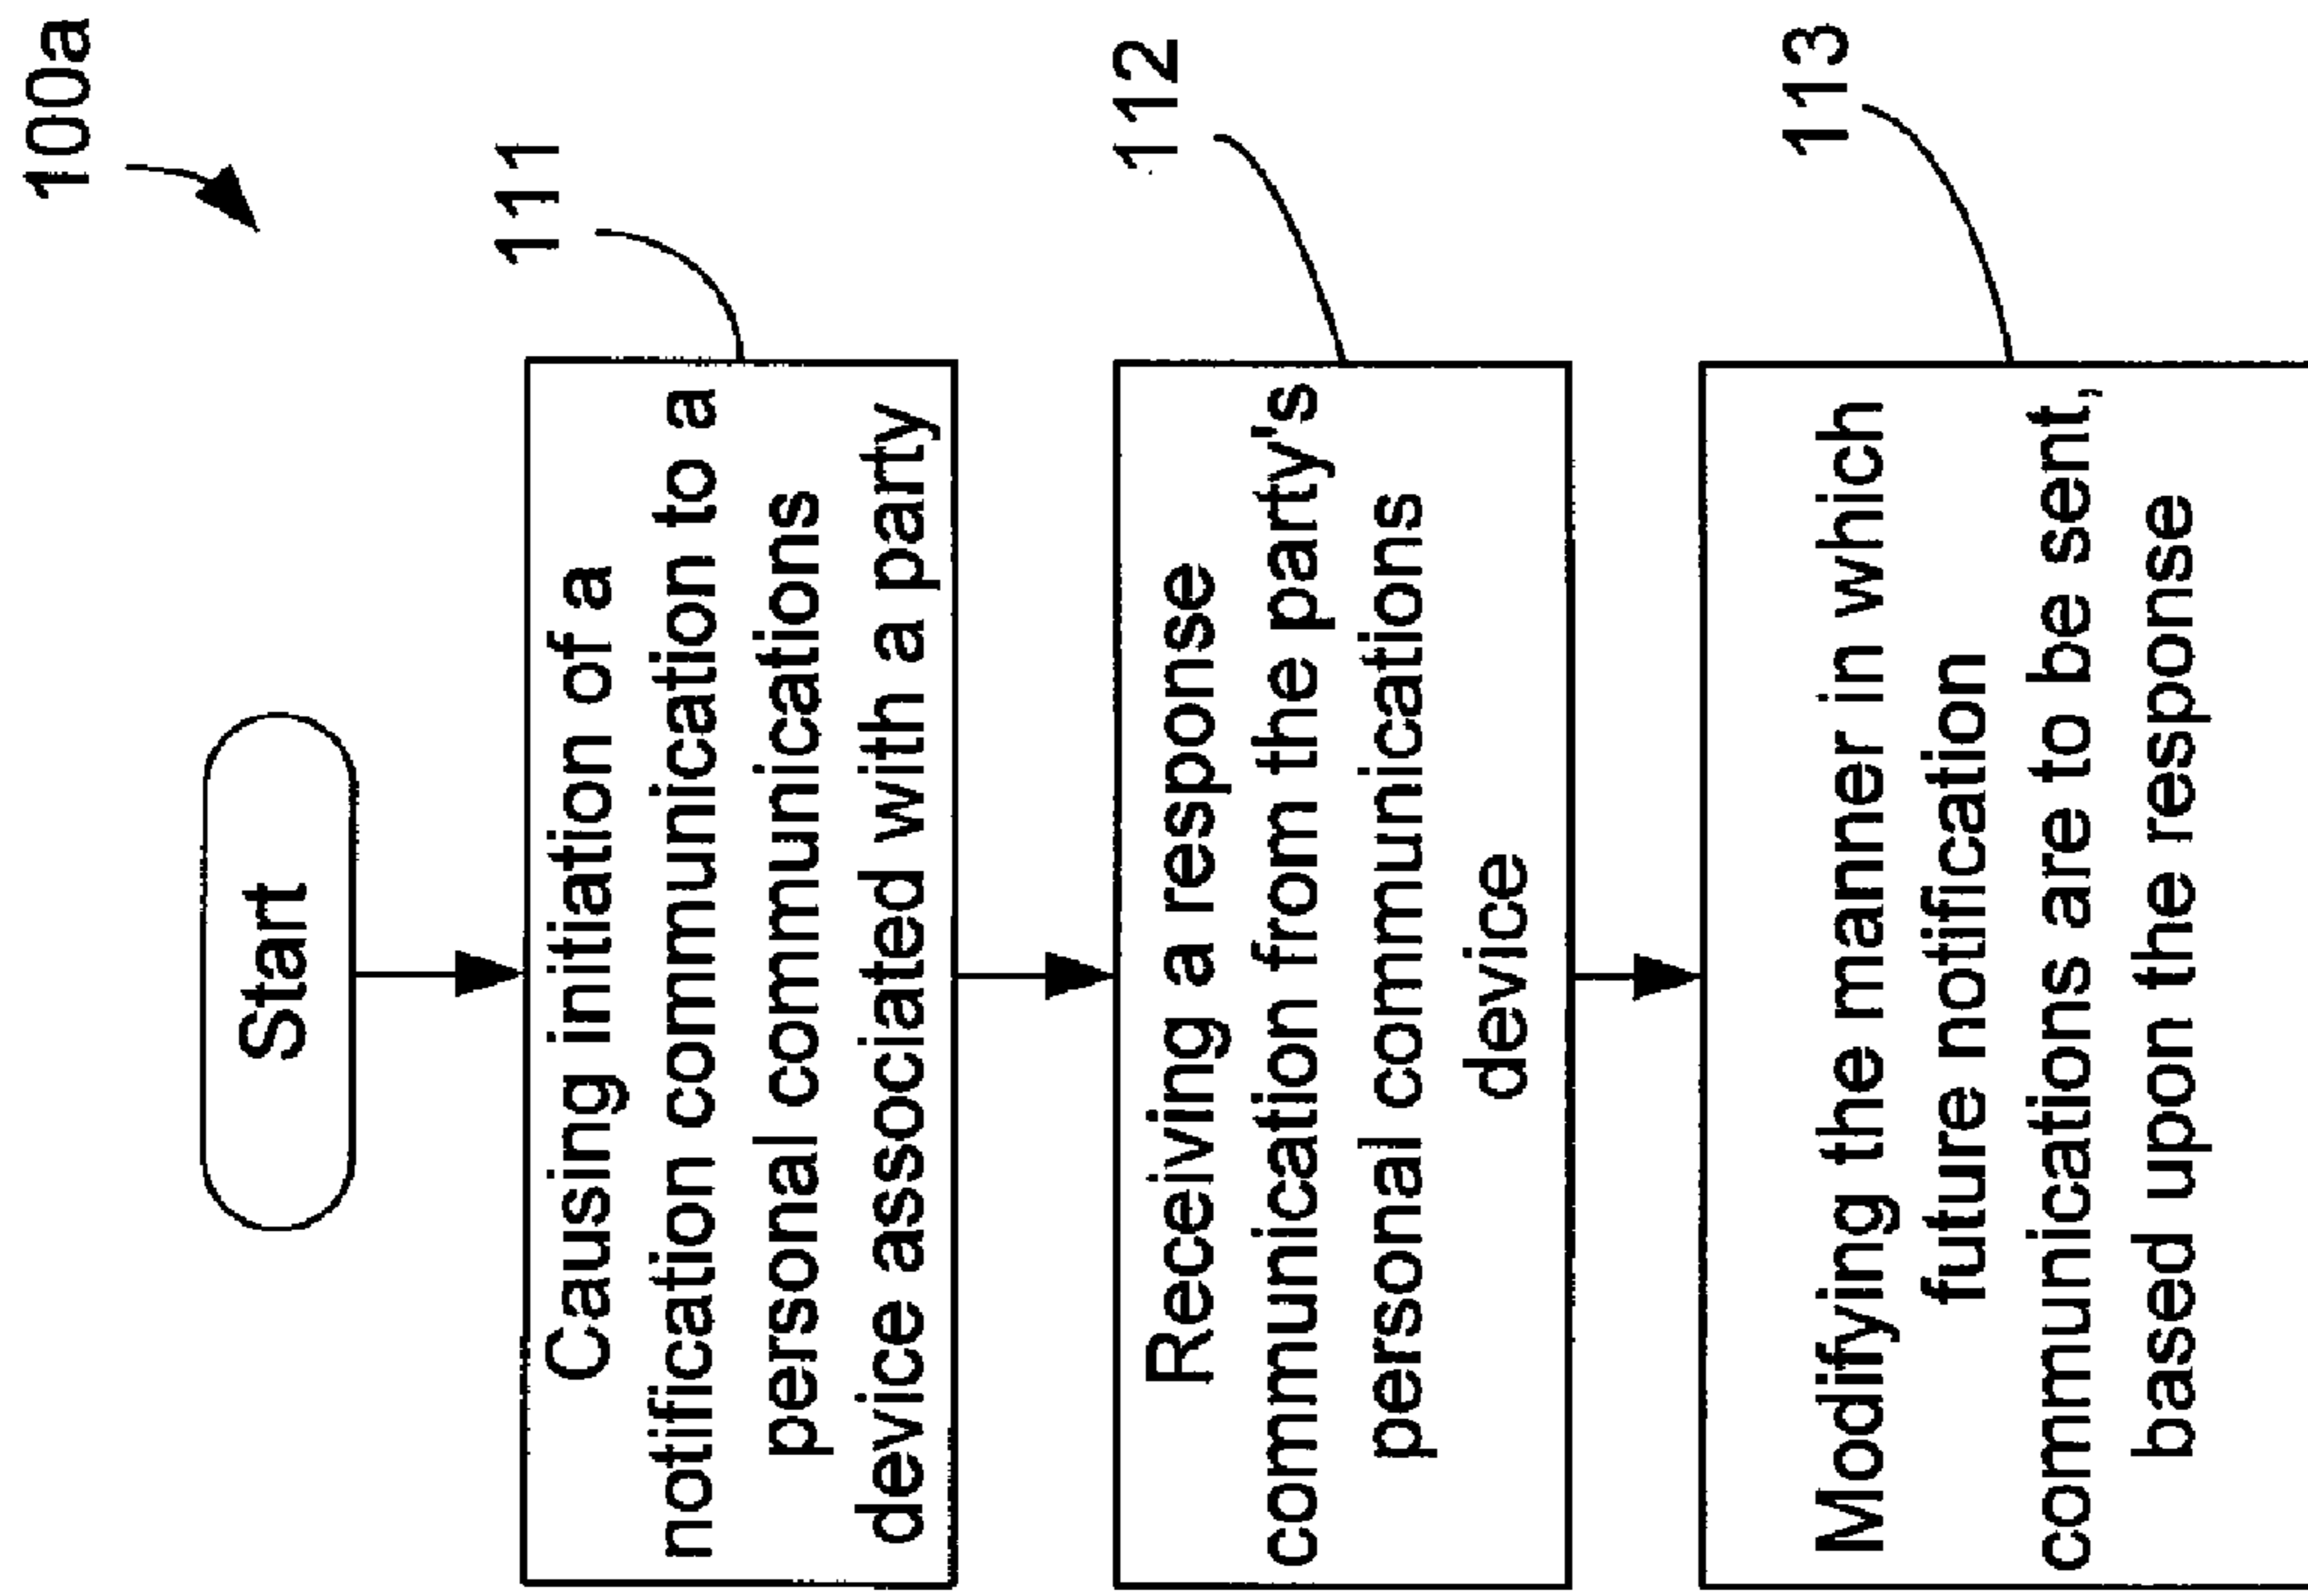 100a
Start
111
Causing initiation of a
notification communication to a
personal communications
device associated with a party
112
Receiving a response
communication from the party's
personal communications
device
113
Modifying the manner in which
future notification
communications are to be sent,
based upon the response